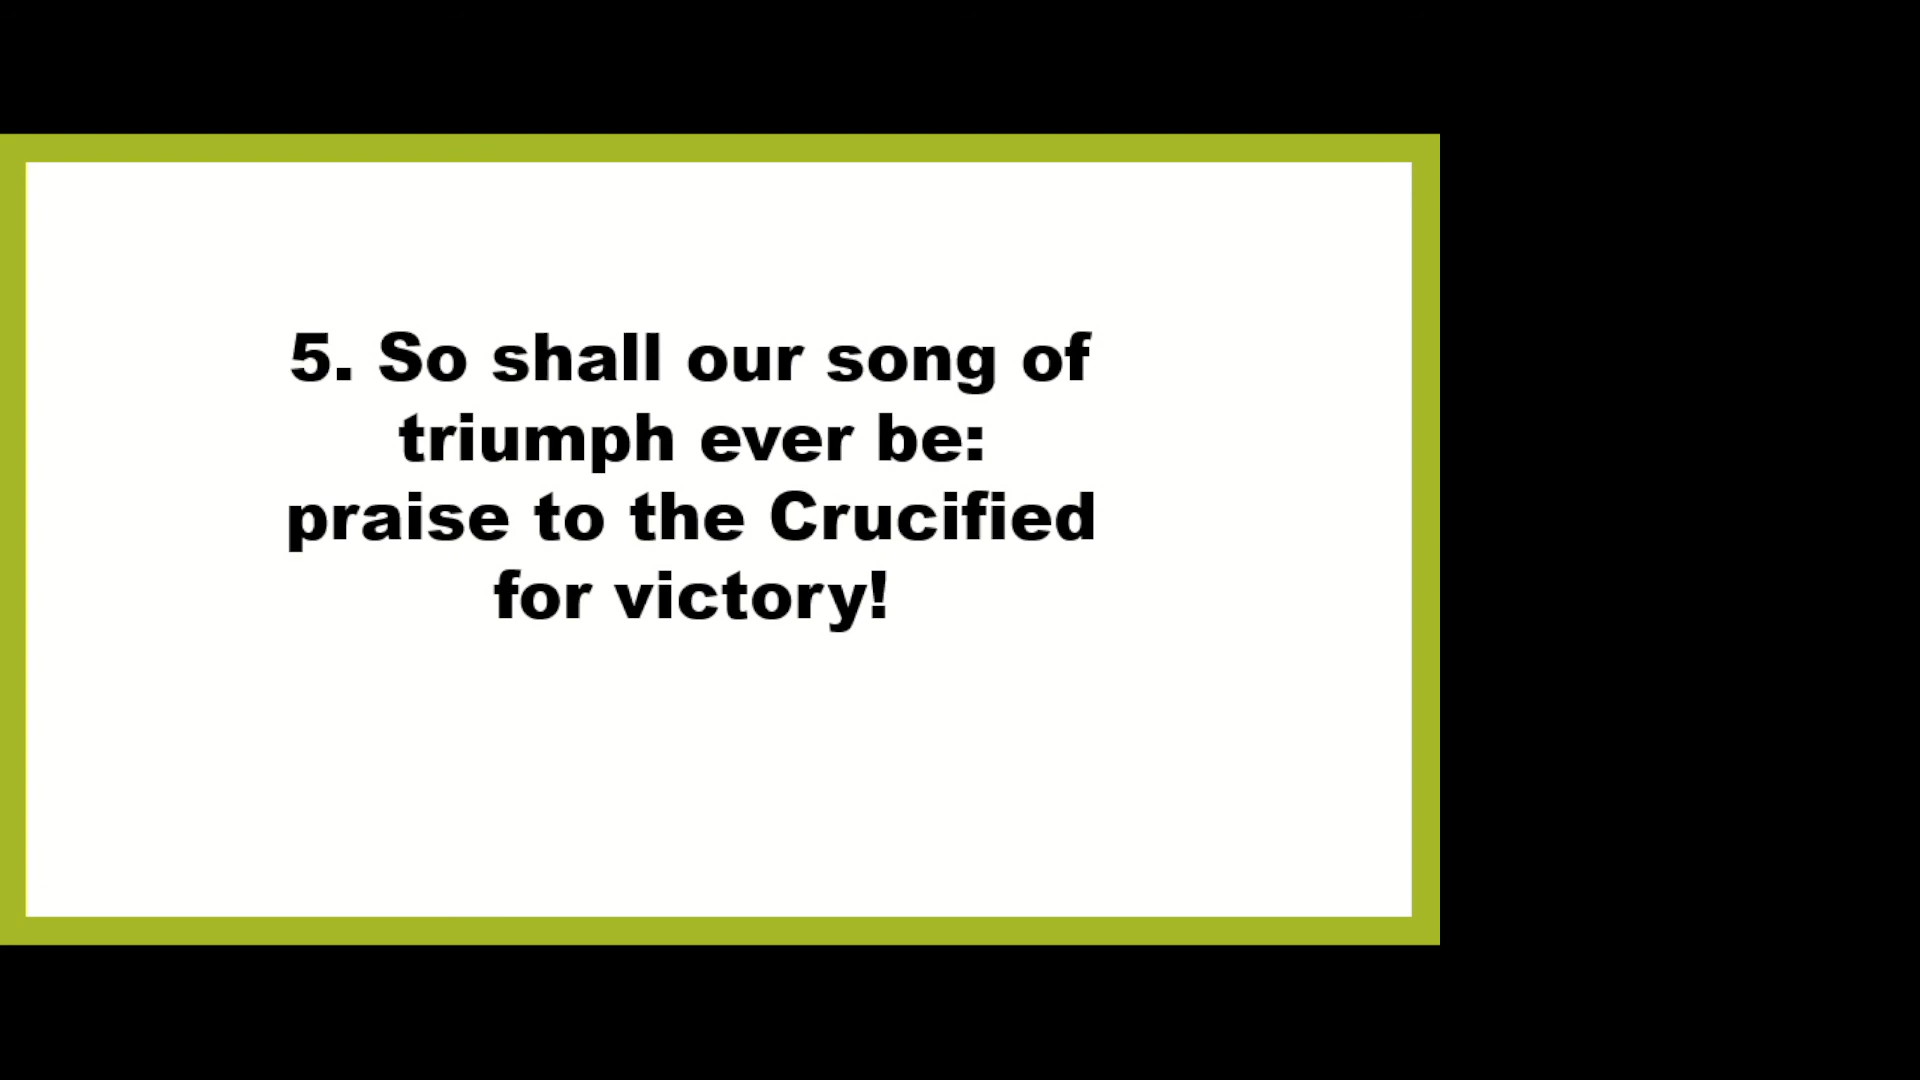 5. So shall our song of
triumph ever be:
praise to the Crucified
for victory!